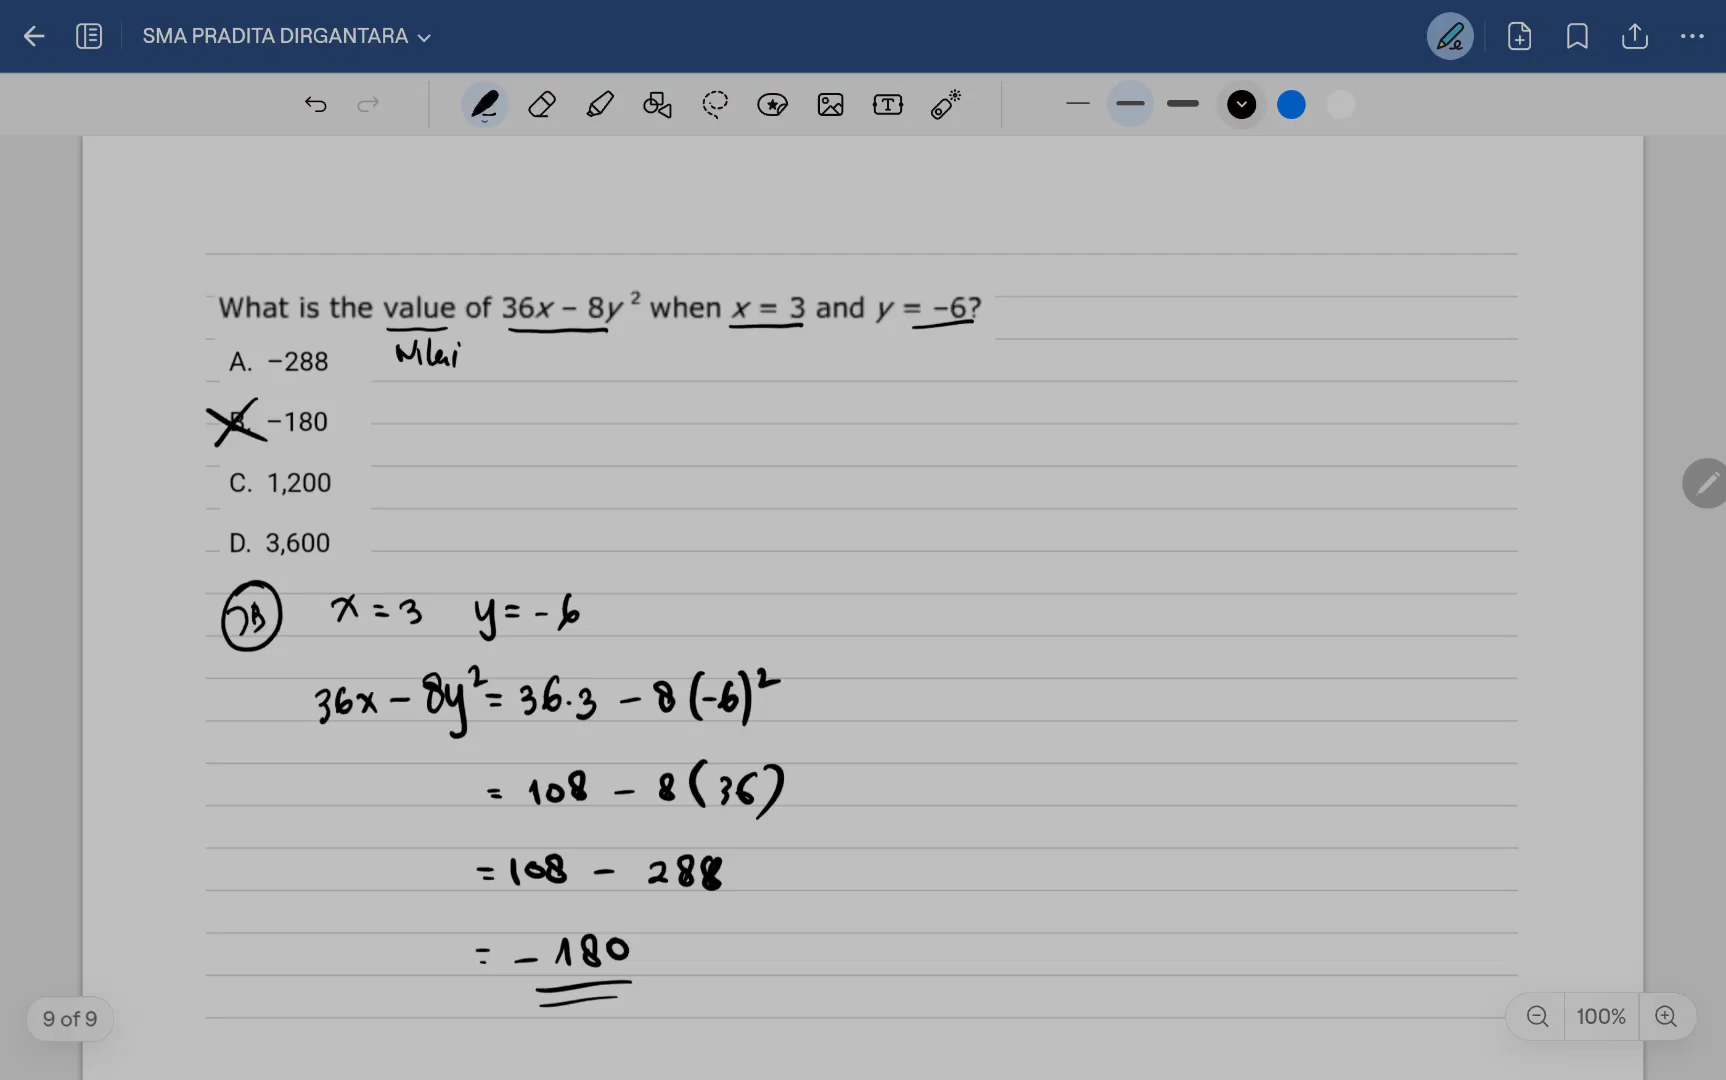 SMA PRADITA DIRGANTARA
What is the value of 36x – 8y² when x = 3 and y = –6?
Nilai
A. –288
B. –180
C. 1,200
D. 3,600
JB x = 3 y = -6
36x - 8y² = 36.3 - 8(-6)²
= 108 - 8(36)
= 108 - 288
= -180
9 of 9
100%